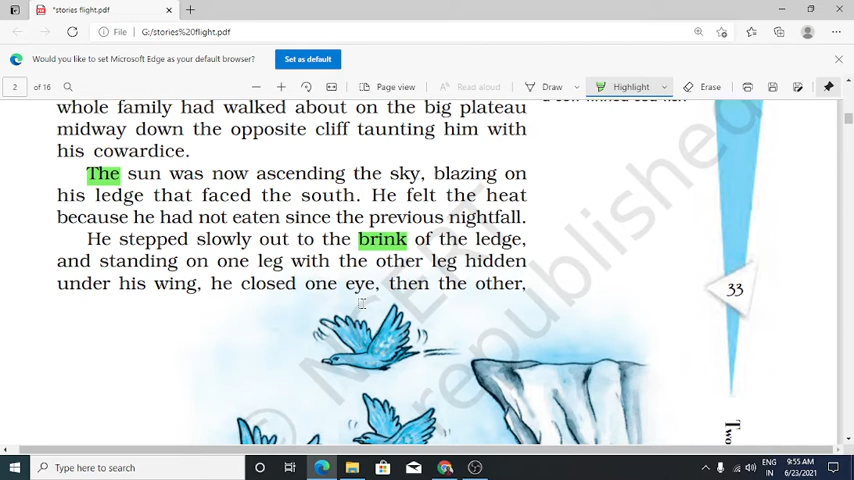 *stories flight.pdf
File
G:/stories%20flight.pdf
Would you like to set Microsoft Edge as your default browser?
Set as default
2 of 16
Page view
Read aloud
Draw
Highlight
Erase
whole family had walked about on the big plateau
midway down the opposite cliff taunting him with
his cowardice.
The sun was now ascending the sky, blazing on
his ledge that faced the south. He felt the heat
because he had not eaten since the previous nightfall.
He stepped slowly out to the brink of the ledge,
and standing on one leg with the other leg hidden
under his wing, he closed one eye, then the other,
33
Two
© NCERT
republished
Type here to search
ENG
IN
9:55 AM
6/23/2021